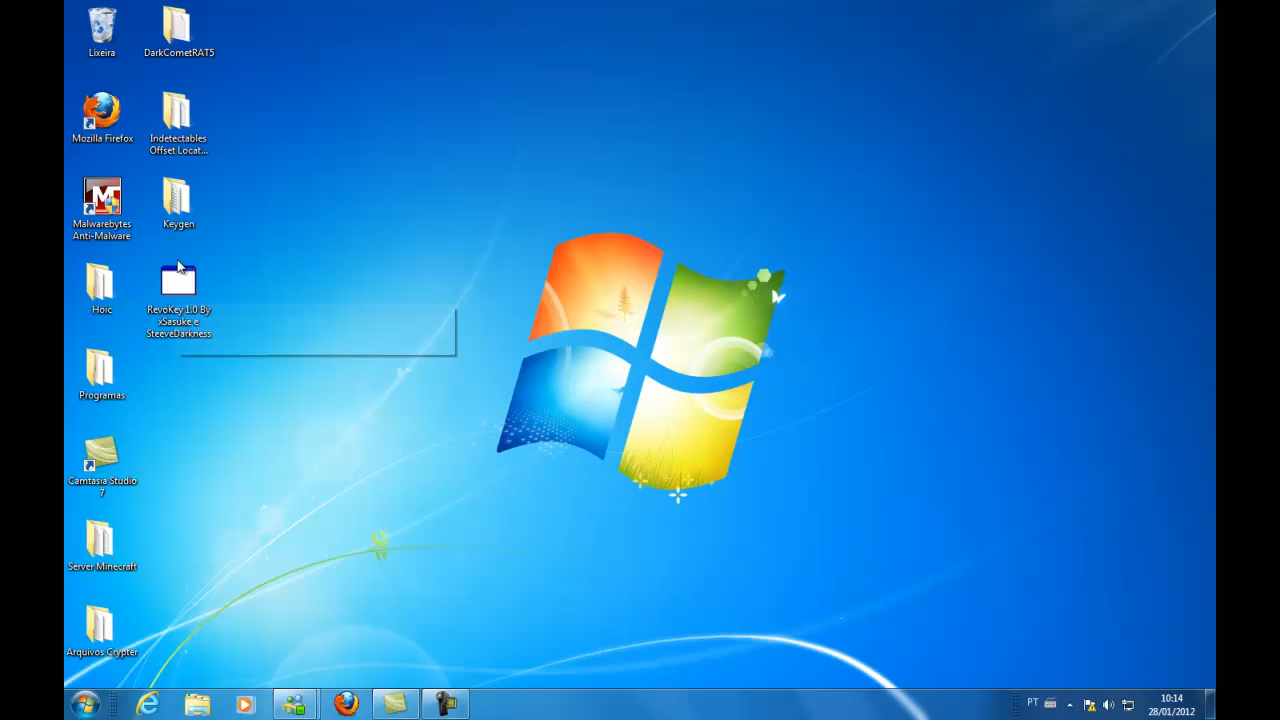 Lixeira
DarkCometRAT5
Mozilla Firefox
Indetectables
Offset Locat...
Malwarebytes
Anti-Malware
Keygen
Hoic
RevoKey 1.0 By
xSasuke e
SteeveDarkness
Programas
Camtasia Studio
7
Server Minecraft
Arquivos Crypter
PT
10:14
28/01/2012